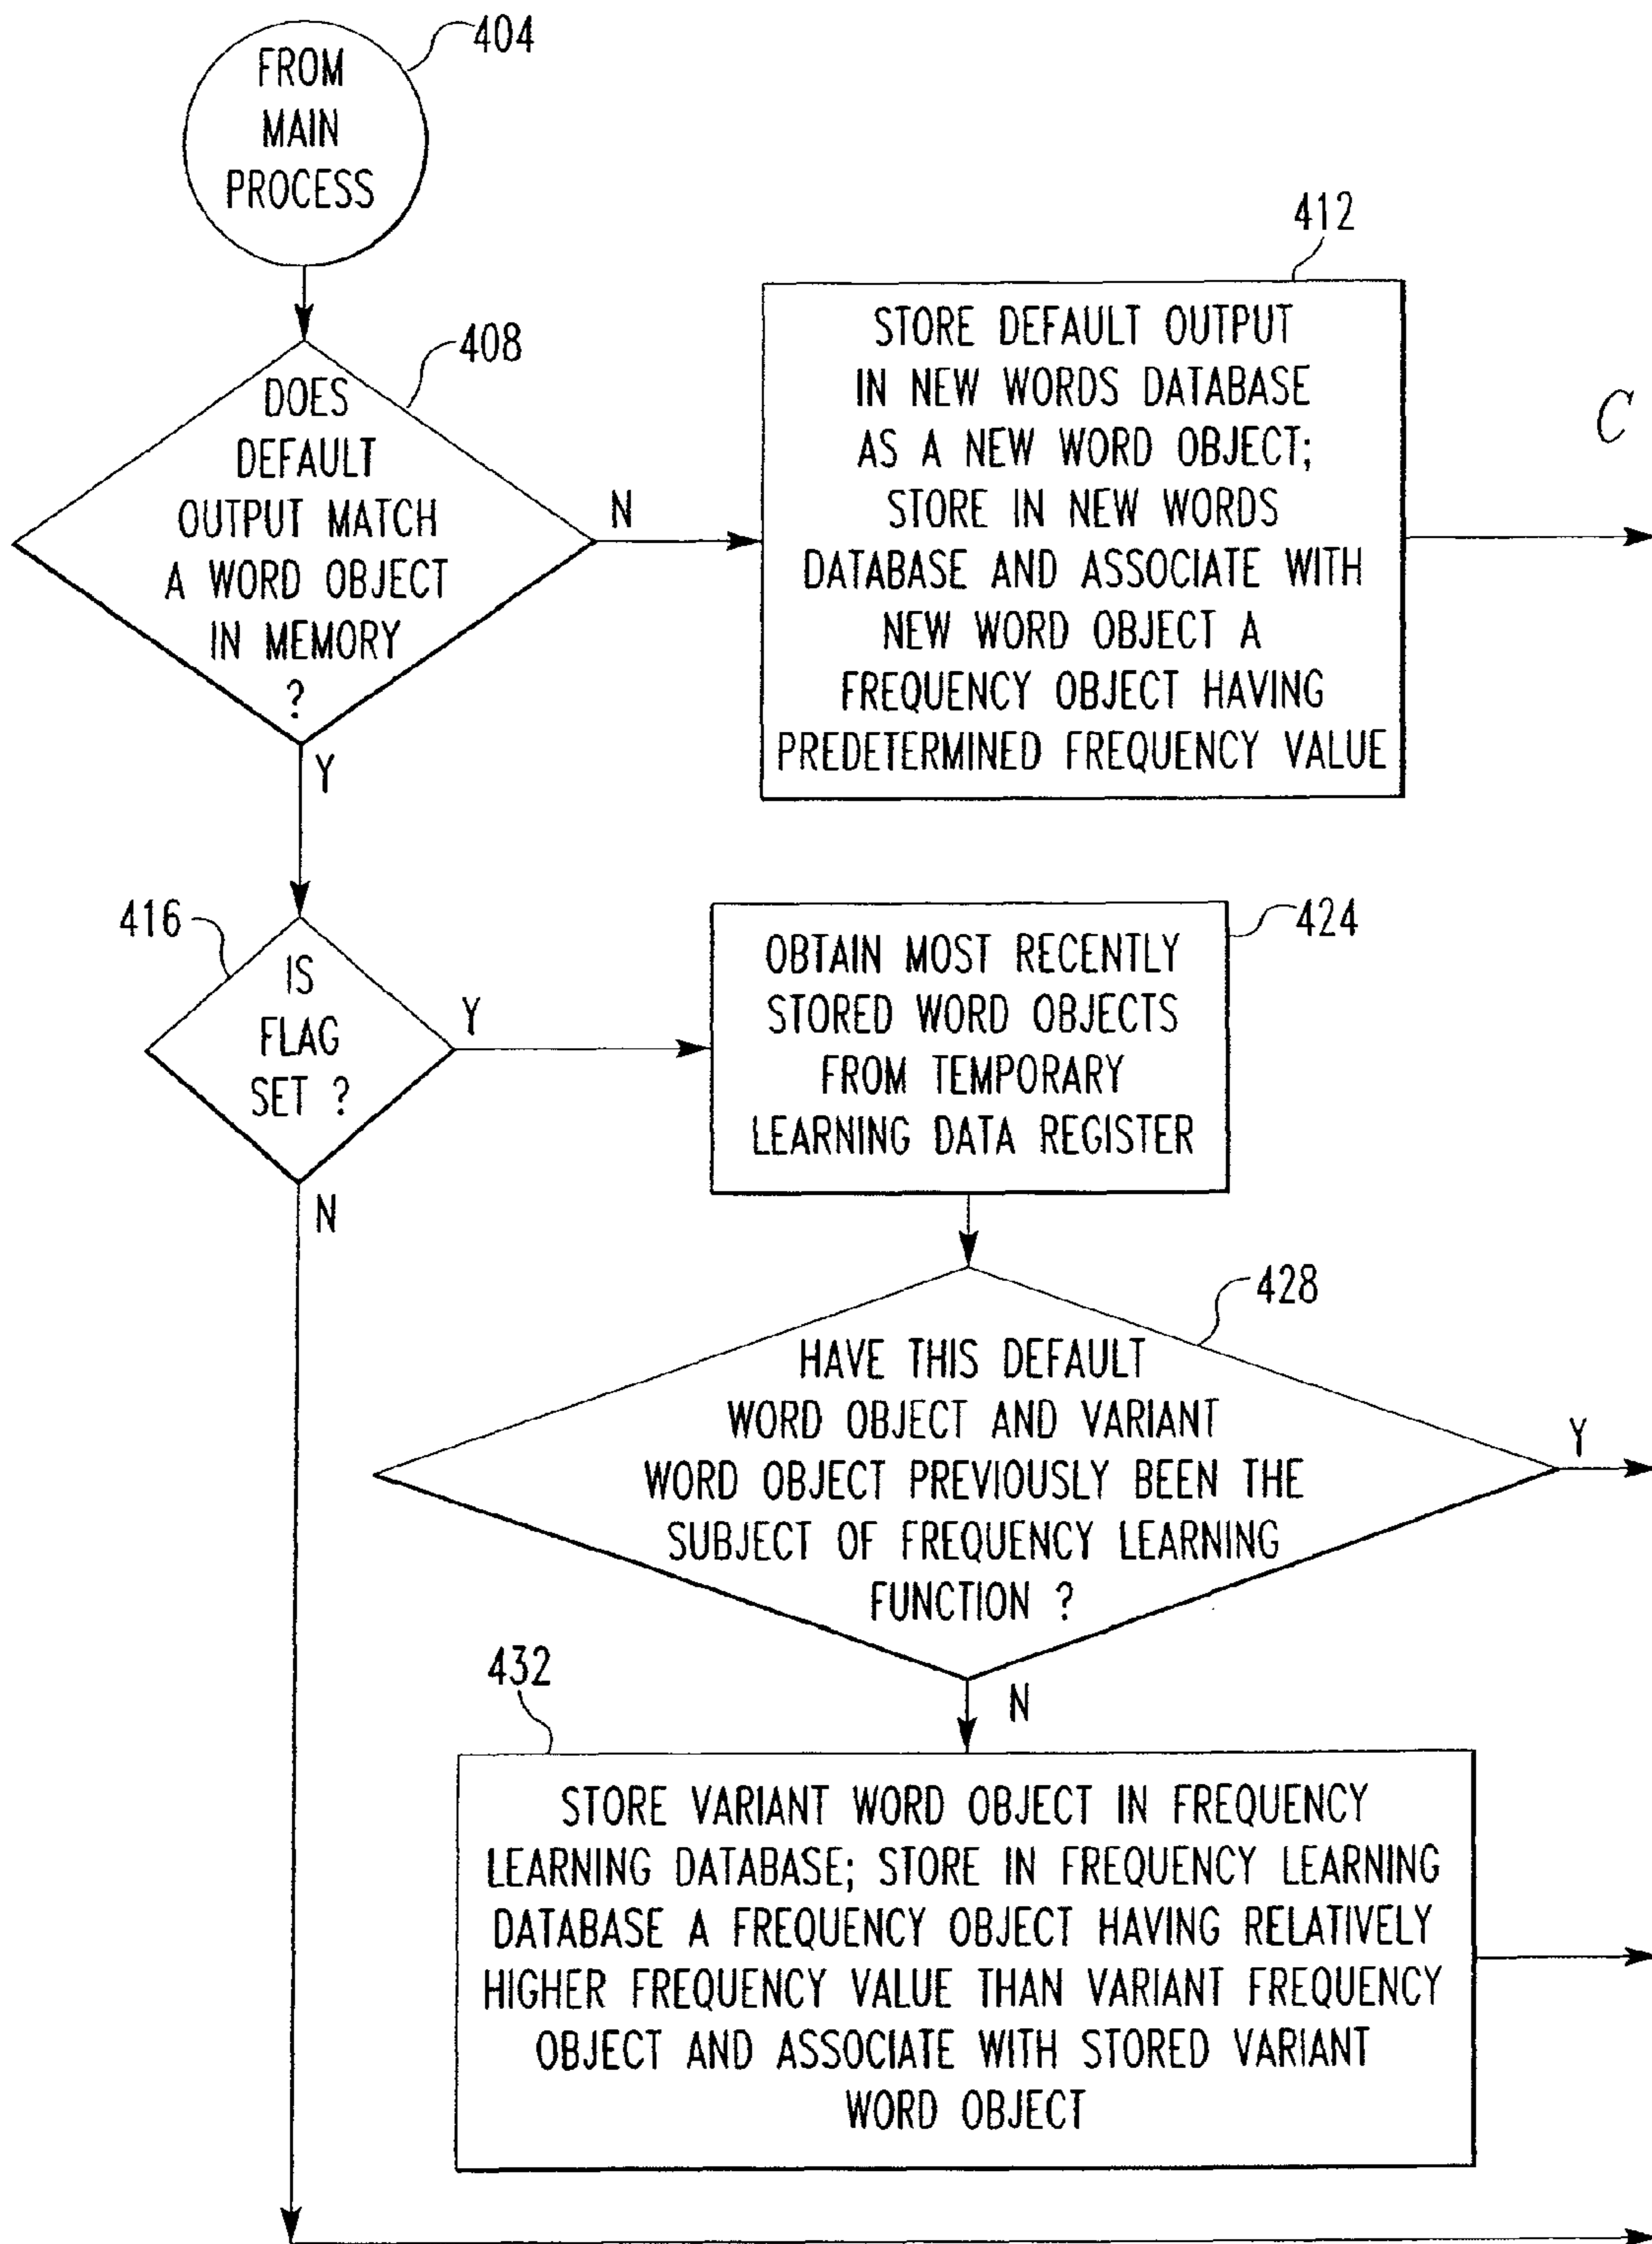 404
FROM
MAIN
PROCESS
408
DOES
DEFAULT
OUTPUT MATCH
A WORD OBJECT
IN MEMORY
?
N
Y
412
STORE DEFAULT OUTPUT
IN NEW WORDS DATABASE
AS A NEW WORD OBJECT;
STORE IN NEW WORDS
DATABASE AND ASSOCIATE WITH
NEW WORD OBJECT A
FREQUENCY OBJECT HAVING
PREDETERMINED FREQUENCY VALUE
C
416
IS
FLAG
SET ?
Y
N
424
OBTAIN MOST RECENTLY
STORED WORD OBJECTS
FROM TEMPORARY
LEARNING DATA REGISTER
428
HAVE THIS DEFAULT
WORD OBJECT AND VARIANT
WORD OBJECT PREVIOUSLY BEEN THE
SUBJECT OF FREQUENCY LEARNING
FUNCTION ?
Y
N
432
STORE VARIANT WORD OBJECT IN FREQUENCY
LEARNING DATABASE; STORE IN FREQUENCY LEARNING
DATABASE A FREQUENCY OBJECT HAVING RELATIVELY
HIGHER FREQUENCY VALUE THAN VARIANT FREQUENCY
OBJECT AND ASSOCIATE WITH STORED VARIANT
WORD OBJECT